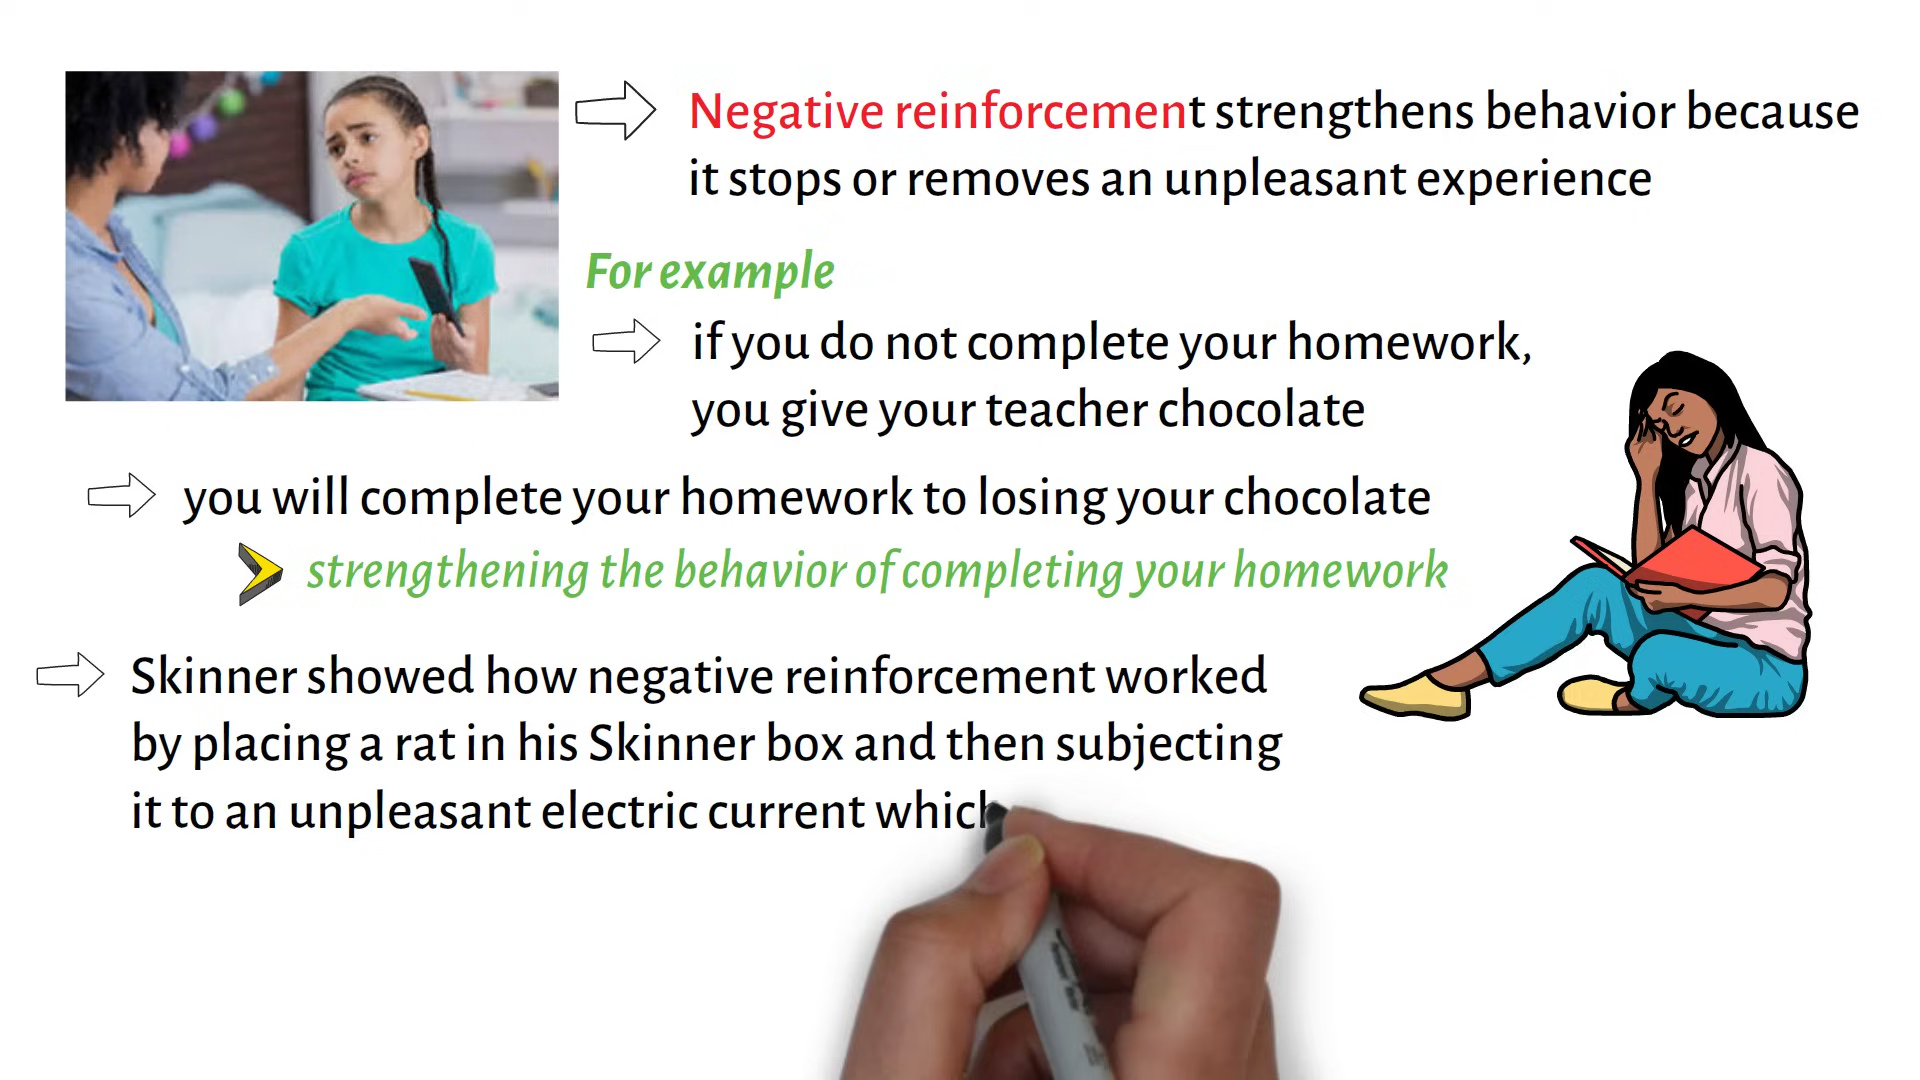 Negative reinforcement strengthens behavior because
it stops or removes an unpleasant experience
For example
if you do not complete your homework,
you give your teacher chocolate
you will complete your homework to losing your chocolate
strengthening the behavior of completing your homework
Skinner showed how negative reinforcement worked
by placing a rat in his Skinner box and then subjecting
it to an unpleasant electric current which